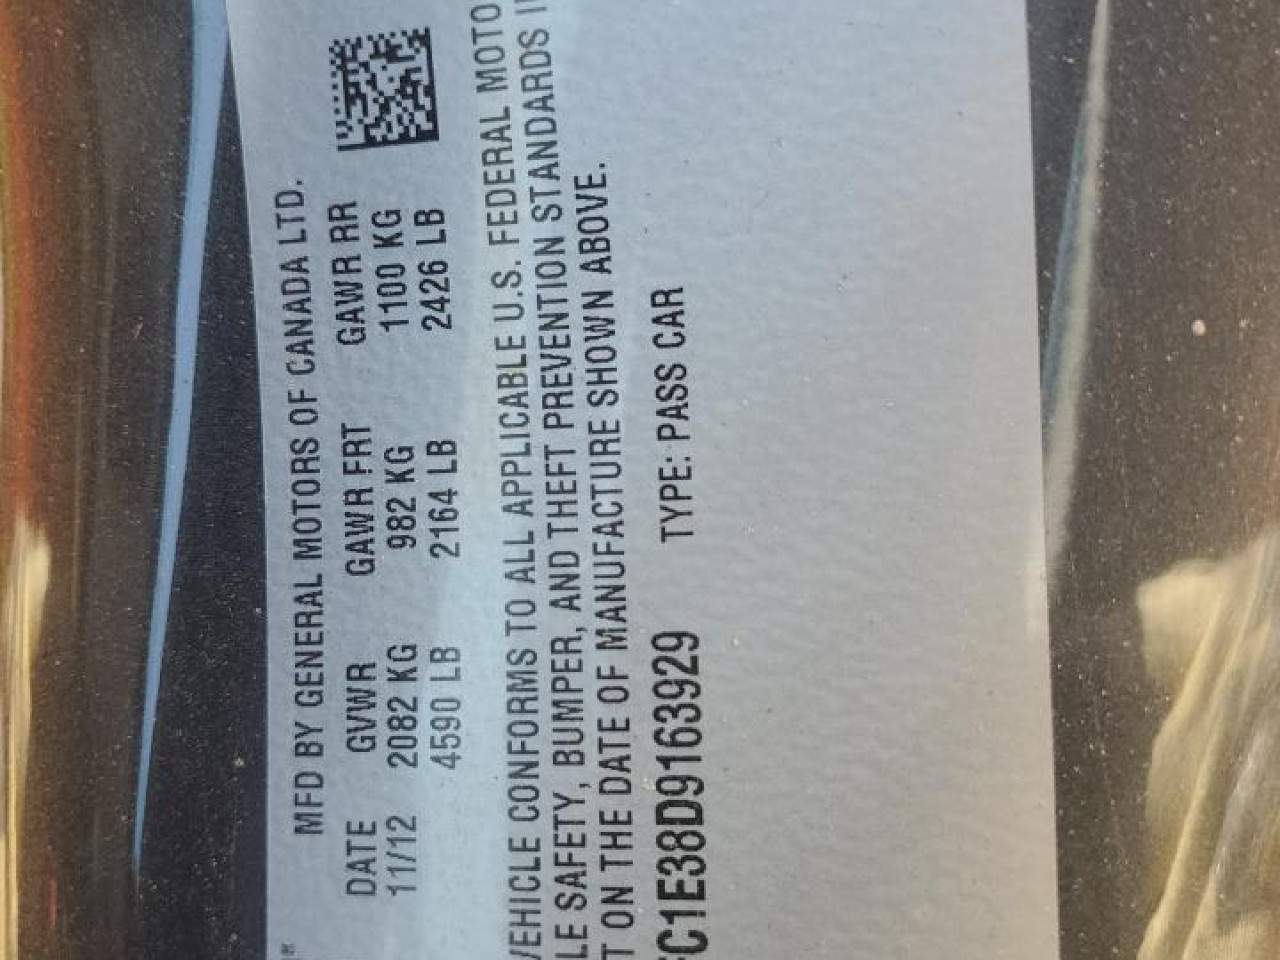 MFD BY GENERAL MOTORS OF CANADA LTD.
DATE GVWR GAWR FRT GAWR RR
11/12 2082 KG 982 KG 1100 KG
4590 LB 2164 LB 2426 LB
VEHICLE CONFORMS TO ALL APPLICABLE U.S. FEDERAL MOTO
LE SAFETY, BUMPER, AND THEFT PREVENTION STANDARDS I
T ON THE DATE OF MANUFACTURE SHOWN ABOVE.
C1E38D9163929 TYPE: PASS CAR